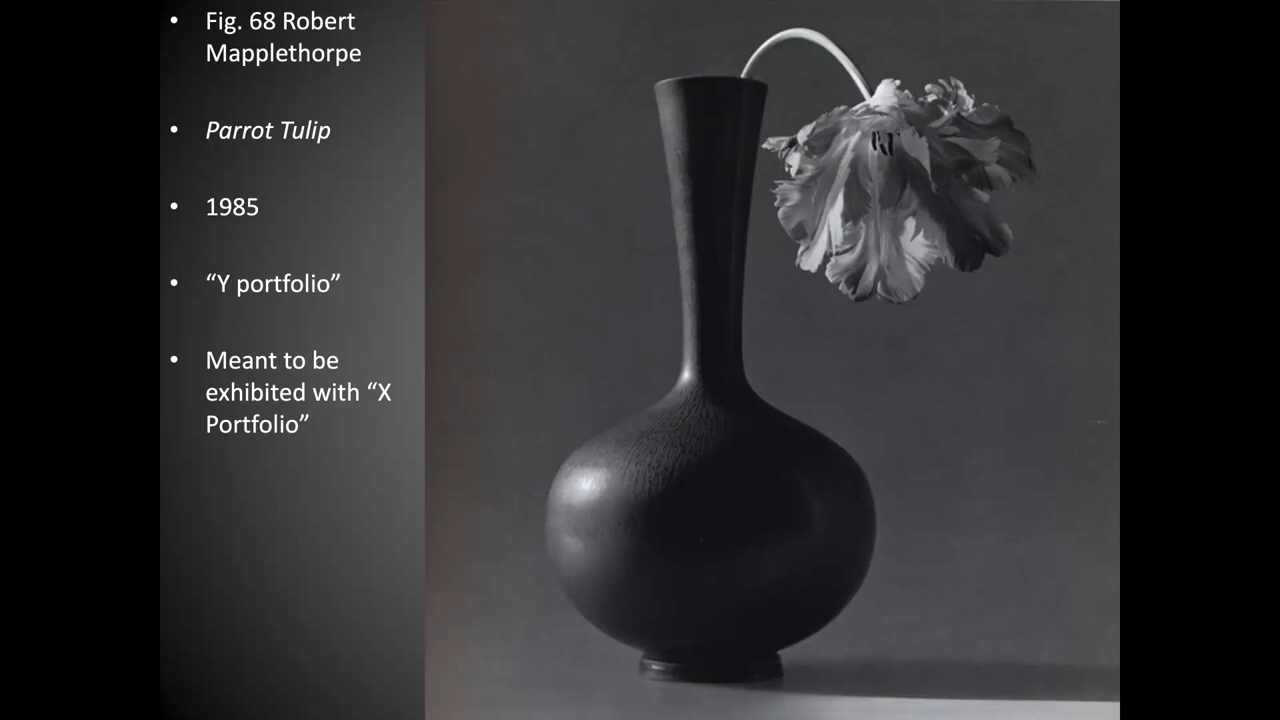 • Fig. 68 Robert
Mapplethorpe
• Parrot Tulip
• 1985
• “Y portfolio”
• Meant to be
exhibited with “X
Portfolio”